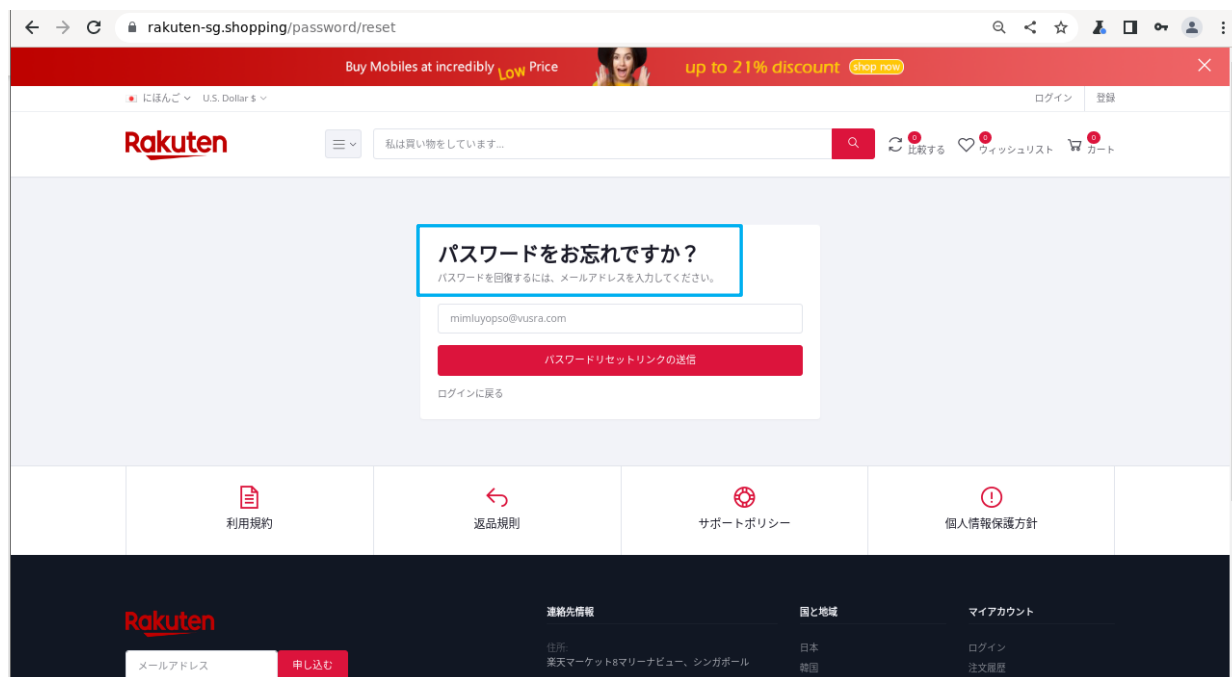 rakuten-sg.shopping/password/reset
Buy Mobiles at incredibly Low Price up to 21% discount shop now
にほんご U.S. Dollar $ ログイン 登録
Rakuten 私は買い物をしています... 0 比較する 0 ウィッシュリスト 0 カート
パスワードをお忘れですか？
パスワードを回復するには、メールアドレスを入力してください。
mimluyopso@vusra.com
パスワードリセットリンクの送信
ログインに戻る
利用規約 返品規則 サポートポリシー 個人情報保護方針
Rakuten 連絡先情報 国と地域 マイアカウント
住所: 日本 ログイン
メールアドレス 申し込む 楽天マーケット8マリーナビュー、シンガポール 韓国 注文履歴